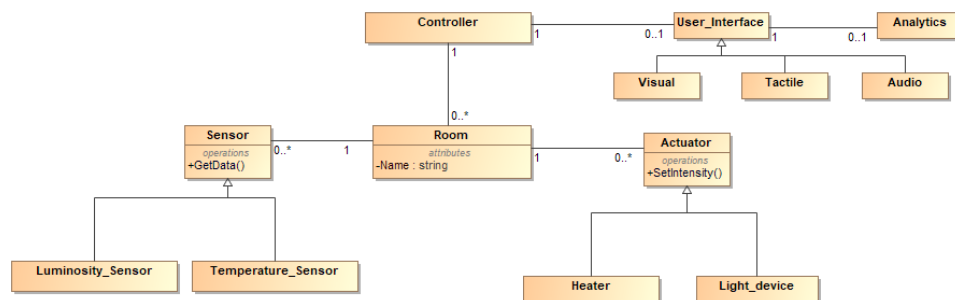 Controller
1
0..1
User_Interface
1
0..1
Analytics
Visual
Tactile
Audio
1
0..*
Sensor
operations
+GetData()
0..*
1
Room
attributes
-Name : string
1
0..*
Actuator
operations
+SetIntensity()
Luminosity_Sensor
Temperature_Sensor
Heater
Light_device